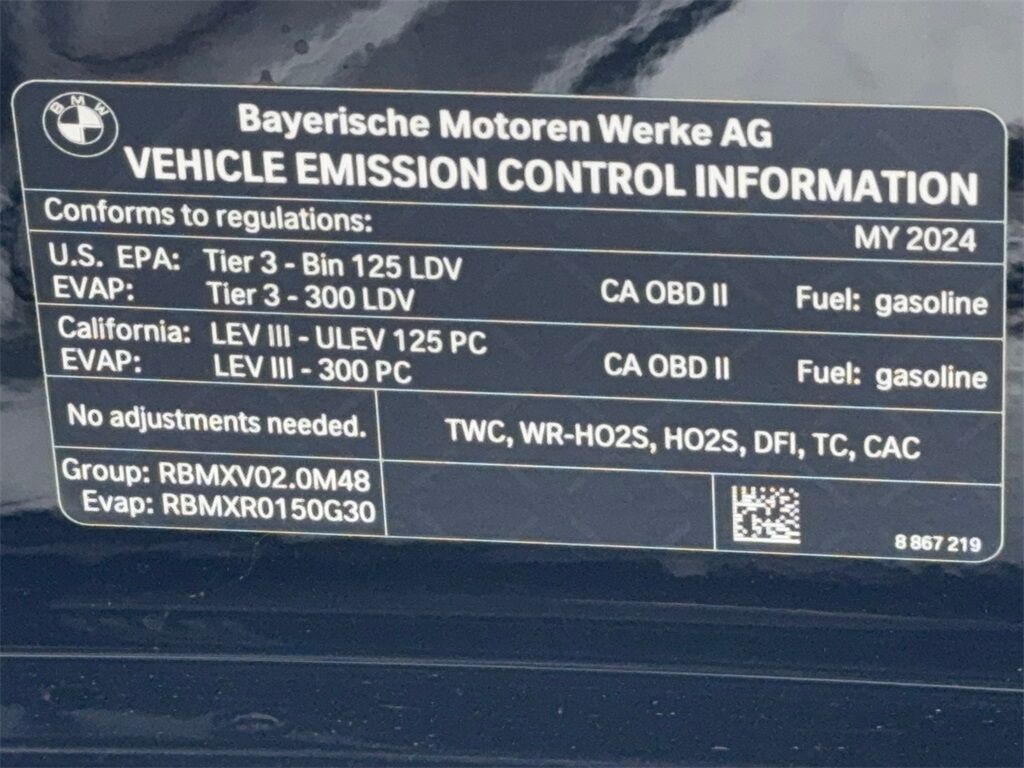 BMW
Bayerische Motoren Werke AG
VEHICLE EMISSION CONTROL INFORMATION
Conforms to regulations:
MY 2024
U.S. EPA: Tier 3 - Bin 125 LDV
EVAP: Tier 3 - 300 LDV
CA OBD II
Fuel: gasoline
California: LEV III - ULEV 125 PC
EVAP: LEV III - 300 PC
CA OBD II
Fuel: gasoline
No adjustments needed.
TWC, WR-HO2S, HO2S, DFI, TC, CAC
Group: RBMXV02.0M48
Evap: RBMXR0150G30
8 867 219